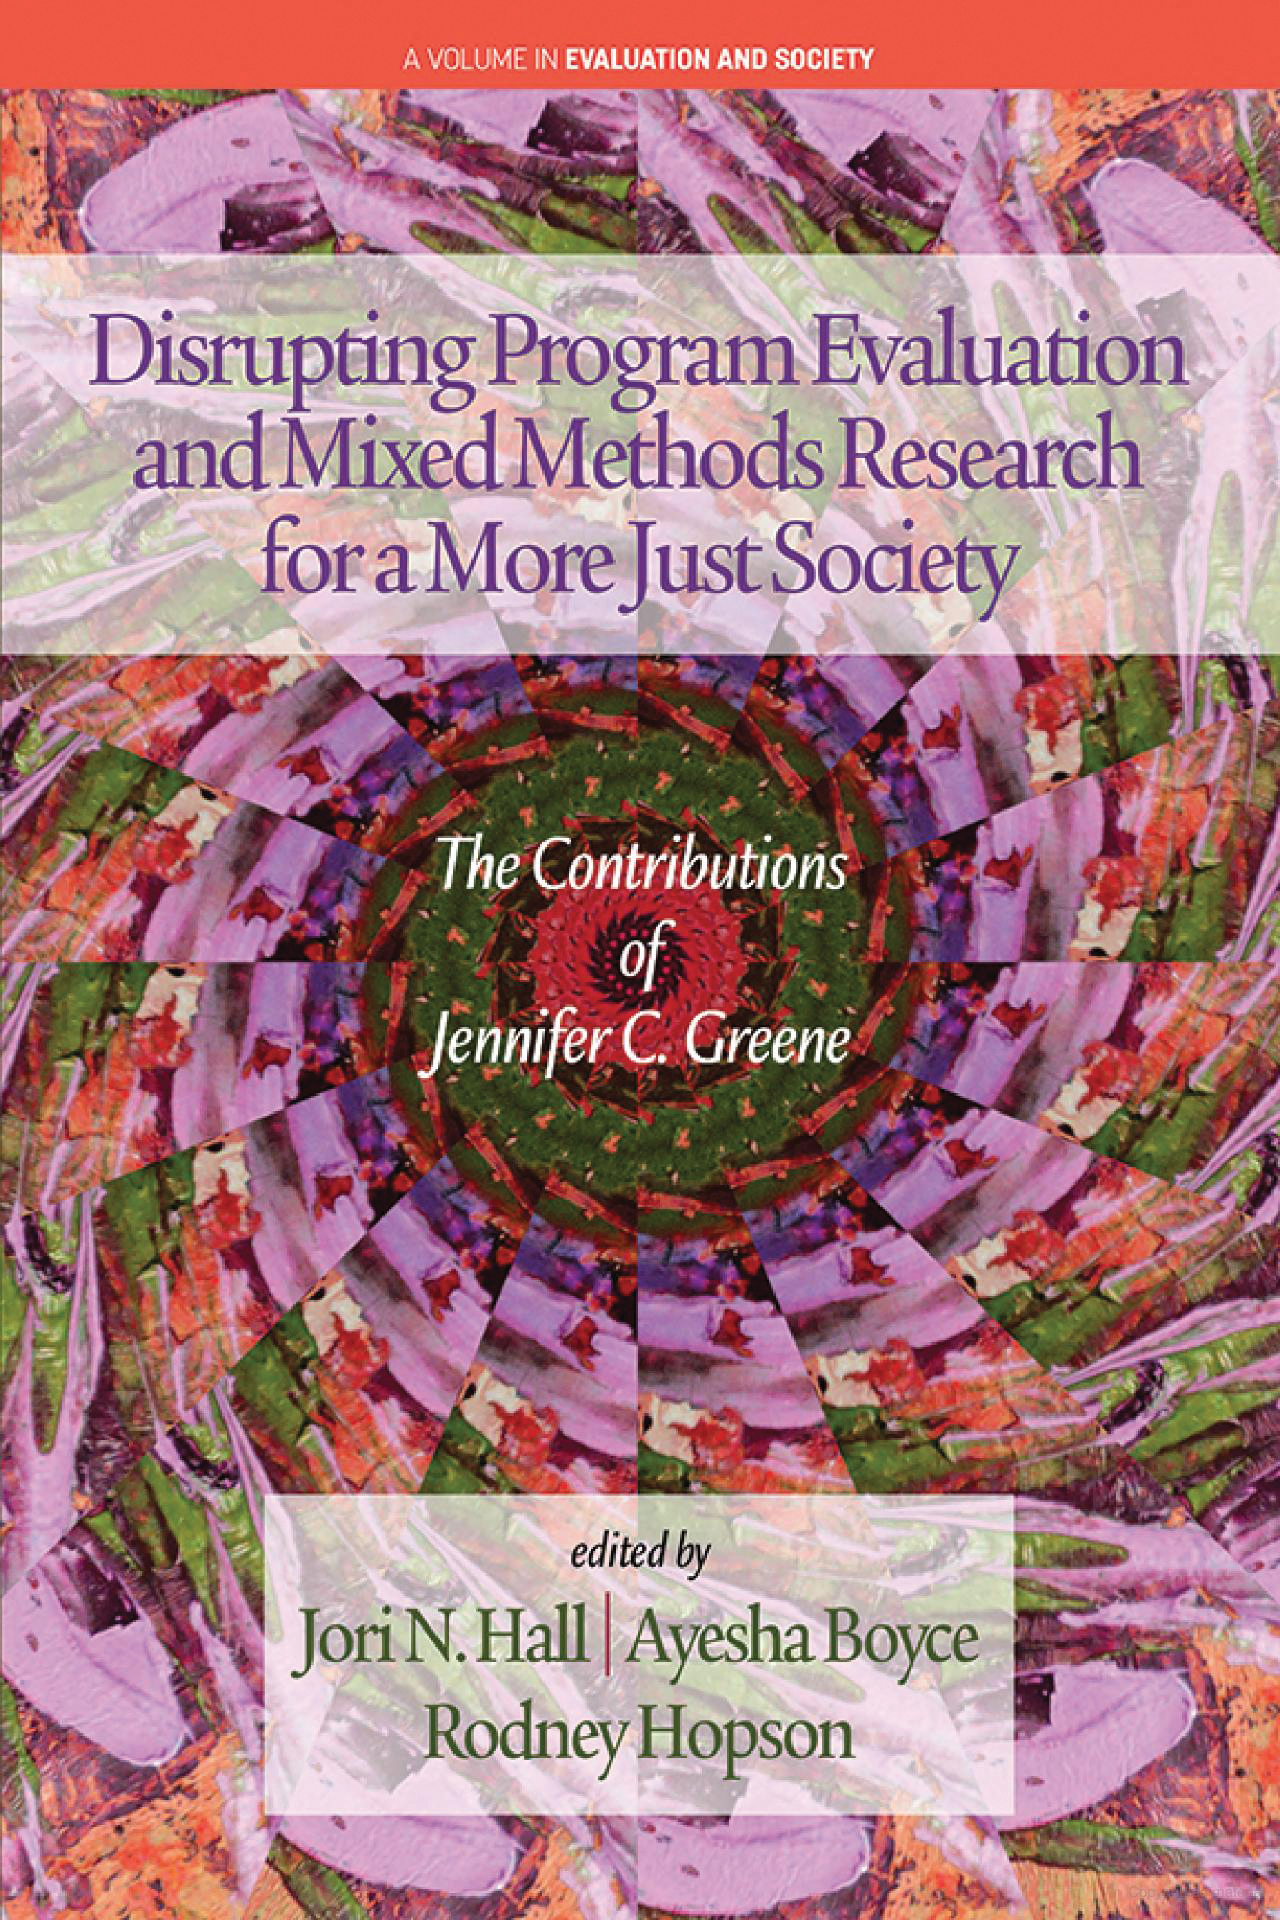 A VOLUME IN EVALUATION AND SOCIETY
Disrupting Program Evaluation
and Mixed Methods Research
for a More Just Society
The Contributions
of
Jennifer C. Greene
edited by
Jori N. Hall | Ayesha Boyce
Rodney Hopson